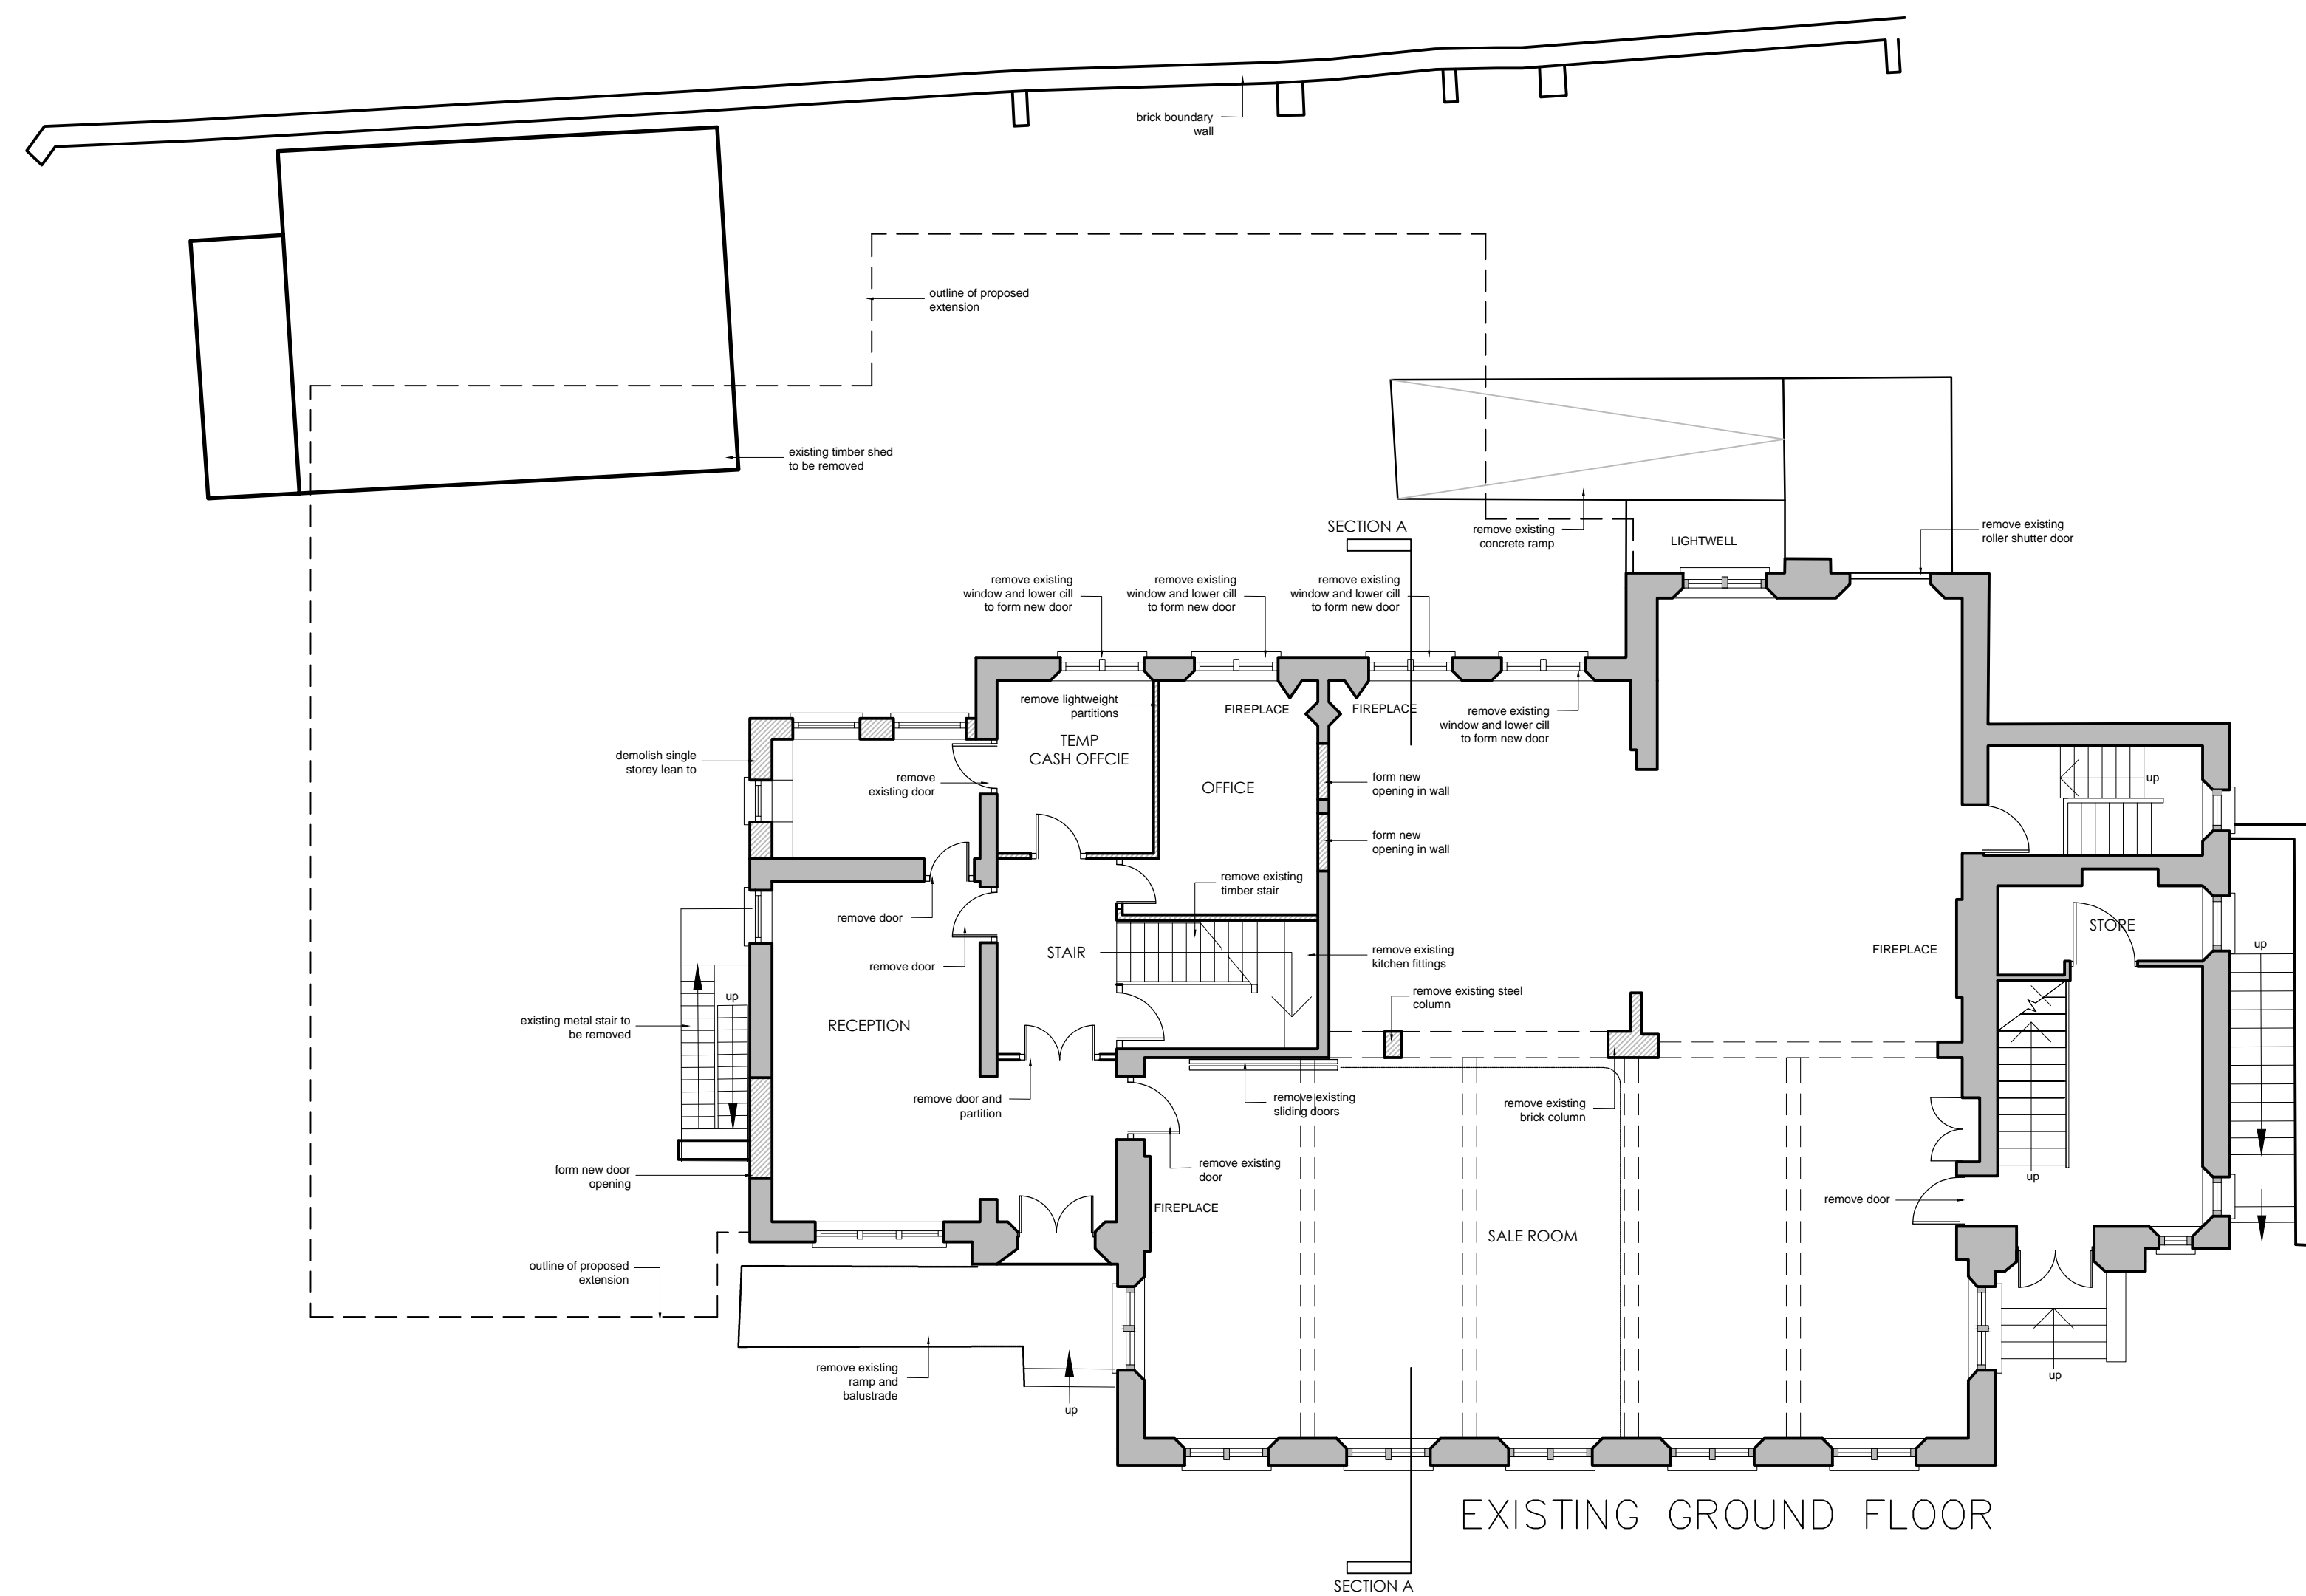 brick boundary
wall
outline of proposed
extension
existing timber shed
to be removed
SECTION A
remove existing
concrete ramp
LIGHTWELL
remove existing
roller shutter door
remove existing
window and lower cill
to form new door
remove existing
window and lower cill
to form new door
remove existing
window and lower cill
to form new door
remove lightweight
partitions
FIREPLACE
FIREPLACE
remove existing
window and lower cill
to form new door
TEMP
CASH OFFCIE
demolish single
storey lean to
remove
existing door
OFFICE
form new
opening in wall
up
form new
opening in wall
remove existing
timber stair
remove door
STORE
FIREPLACE
up
STAIR
remove existing
kitchen fittings
remove door
up
remove existing steel
column
existing metal stair to
be removed
RECEPTION
remove door and
partition
remove existing
sliding doors
remove existing
brick column
form new door
opening
remove existing
door
up
remove door
FIREPLACE
SALE ROOM
outline of proposed
extension
remove existing
ramp and
balustrade
up
up
EXISTING GROUND FLOOR
SECTION A